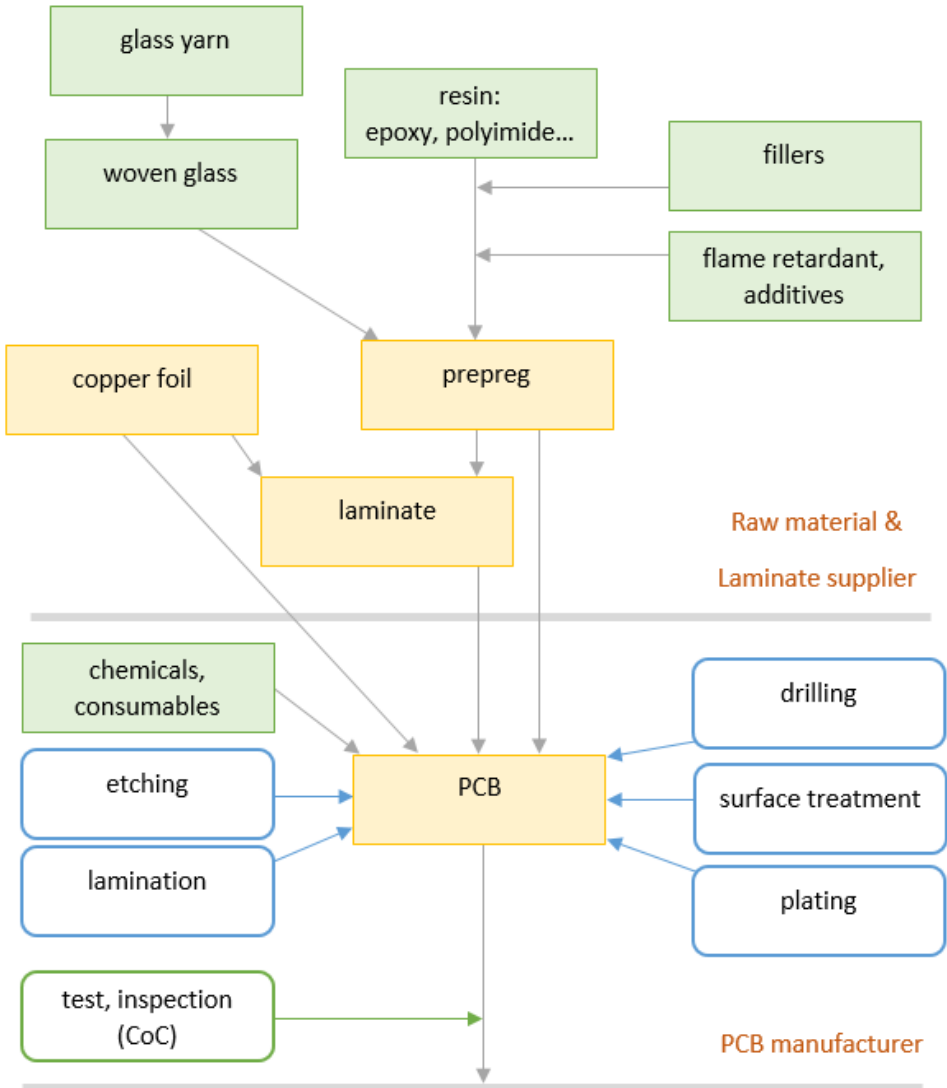 glass yarn
resin:
epoxy, polyimide...
fillers
woven glass
flame retardant,
additives
copper foil
prepreg
laminate
Raw material &
Laminate supplier
chemicals,
consumables
drilling
etching
PCB
surface treatment
lamination
plating
test, inspection
(CoC)
PCB manufacturer